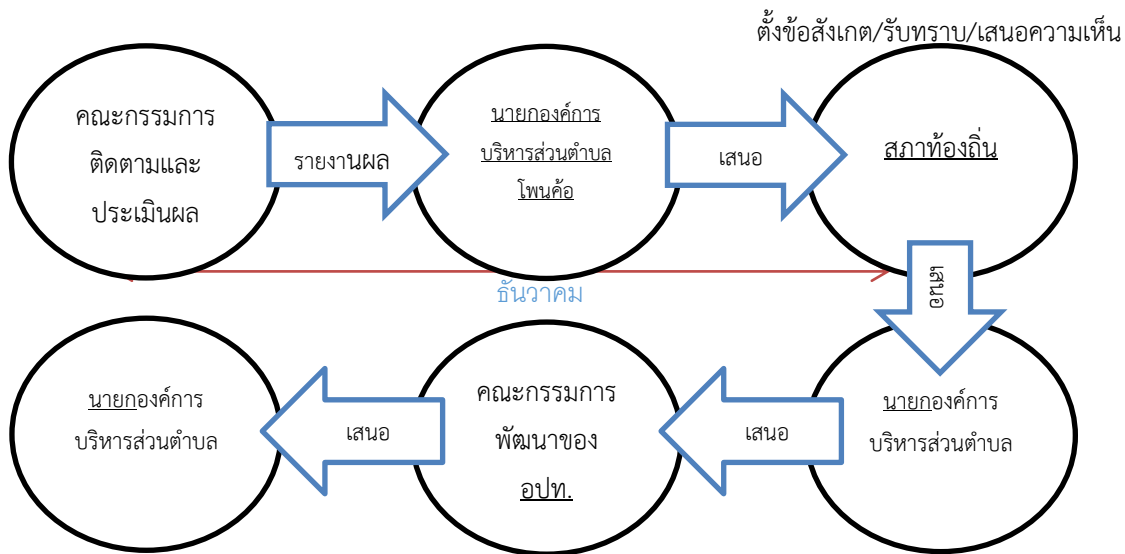 ตั้งข้อสังเกต/รับทราบ/เสนอความเห็น
คณะกรรมการ
ติดตามและ
ประเมินผล
รายงานผล
นายกองค์การ
บริหารส่วนตำบล
โพนค้อ
เสนอ
สภาท้องถิ่น
ธันวาคม
เสนอ
นายกองค์การ
บริหารส่วนตำบล
เสนอ
คณะกรรมการ
พัฒนาของ
อปท.
เสนอ
นายกองค์การ
บริหารส่วนตำบล